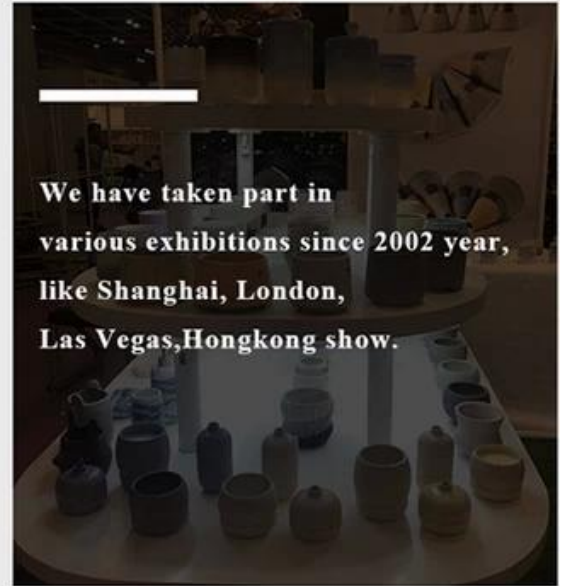 We have taken part in
various exhibitions since 2002 year,
like Shanghai, London,
Las Vegas,Hongkong show.